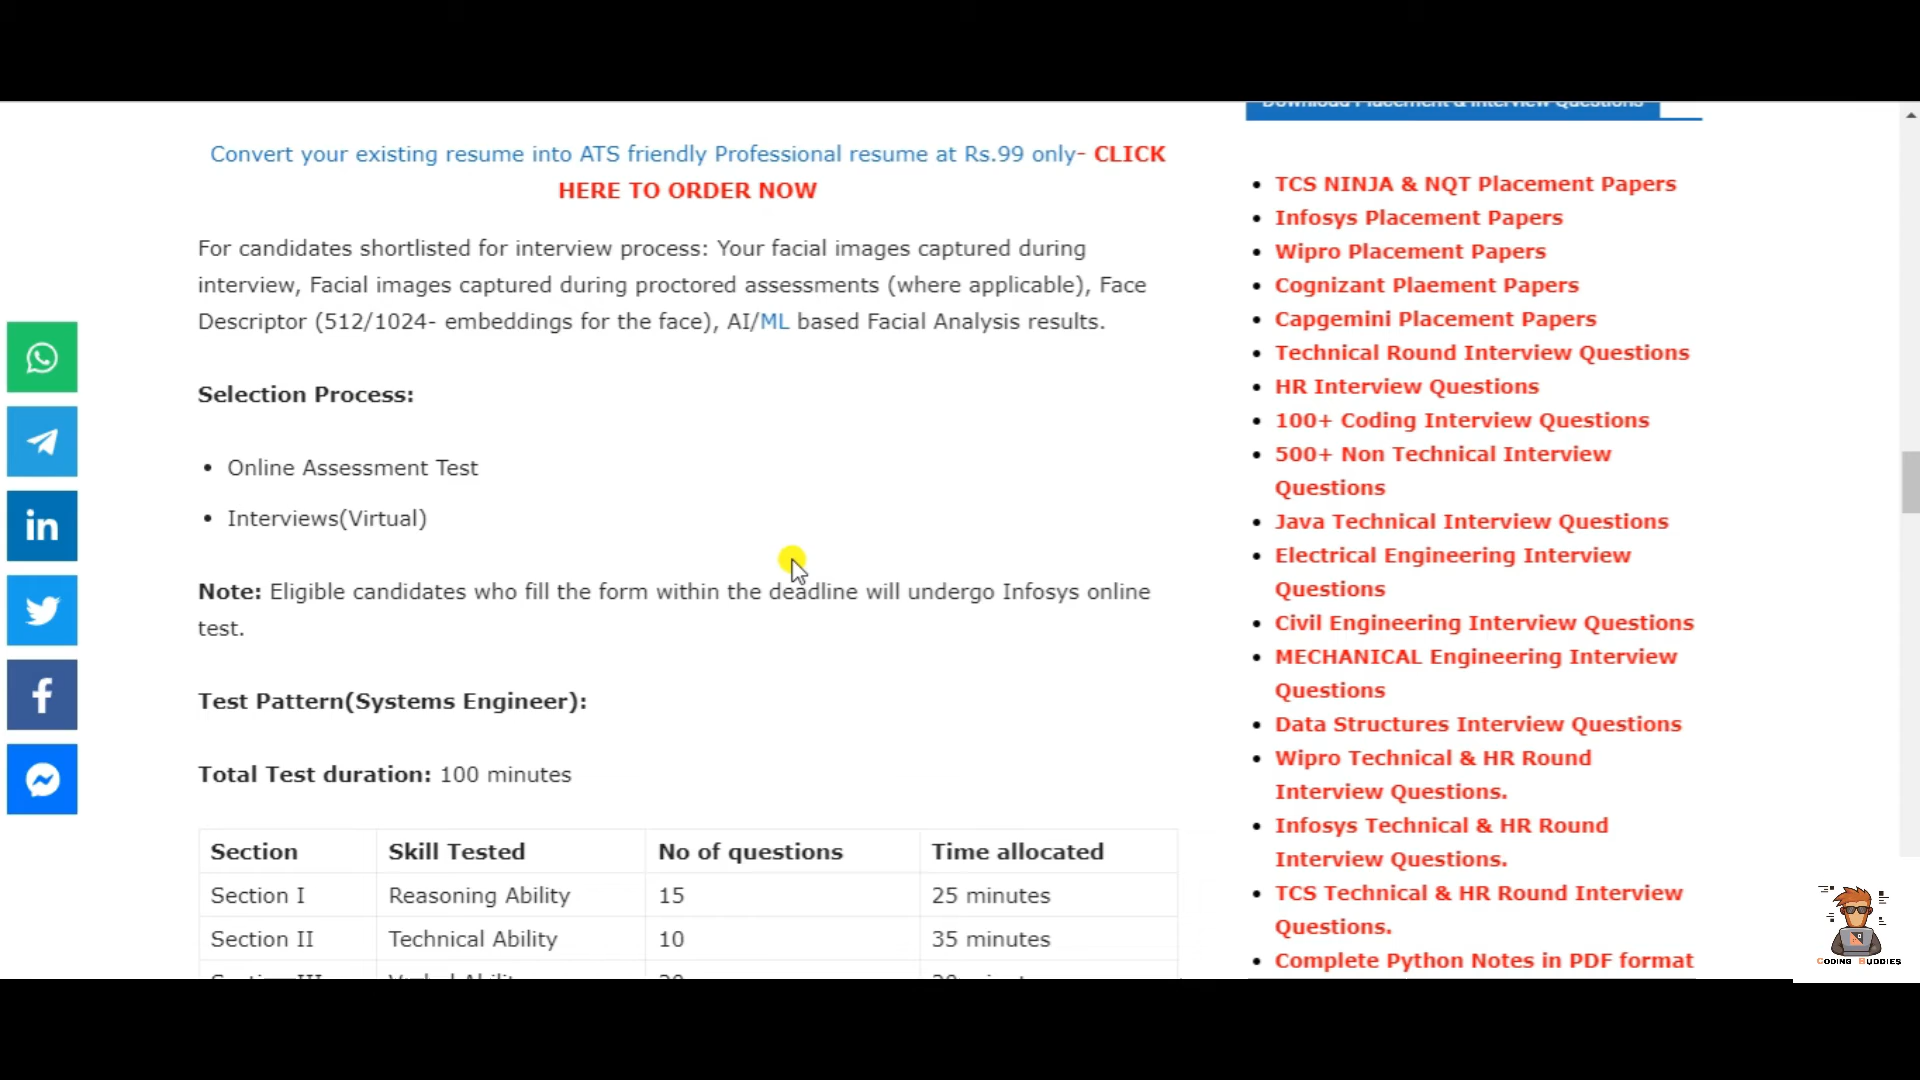 Download Placement & Interview Questions
Convert your existing resume into ATS friendly Professional resume at Rs.99 only- CLICK
HERE TO ORDER NOW
For candidates shortlisted for interview process: Your facial images captured during
interview, Facial images captured during proctored assessments (where applicable), Face
Descriptor (512/1024- embeddings for the face), AI/ML based Facial Analysis results.
Selection Process:
• Online Assessment Test
• Interviews(Virtual)
Note: Eligible candidates who fill the form within the deadline will undergo Infosys online
test.
Test Pattern(Systems Engineer):
Total Test duration: 100 minutes
Section Skill Tested No of questions Time allocated
Section I Reasoning Ability 15 25 minutes
Section II Technical Ability 10 35 minutes
• TCS NINJA & NQT Placement Papers
• Infosys Placement Papers
• Wipro Placement Papers
• Cognizant Plaement Papers
• Capgemini Placement Papers
• Technical Round Interview Questions
• HR Interview Questions
• 100+ Coding Interview Questions
• 500+ Non Technical Interview
Questions
• Java Technical Interview Questions
• Electrical Engineering Interview
Questions
• Civil Engineering Interview Questions
• MECHANICAL Engineering Interview
Questions
• Data Structures Interview Questions
• Wipro Technical & HR Round
Interview Questions.
• Infosys Technical & HR Round
Interview Questions.
• TCS Technical & HR Round Interview
Questions.
• Complete Python Notes in PDF format
CODING BUDDIES